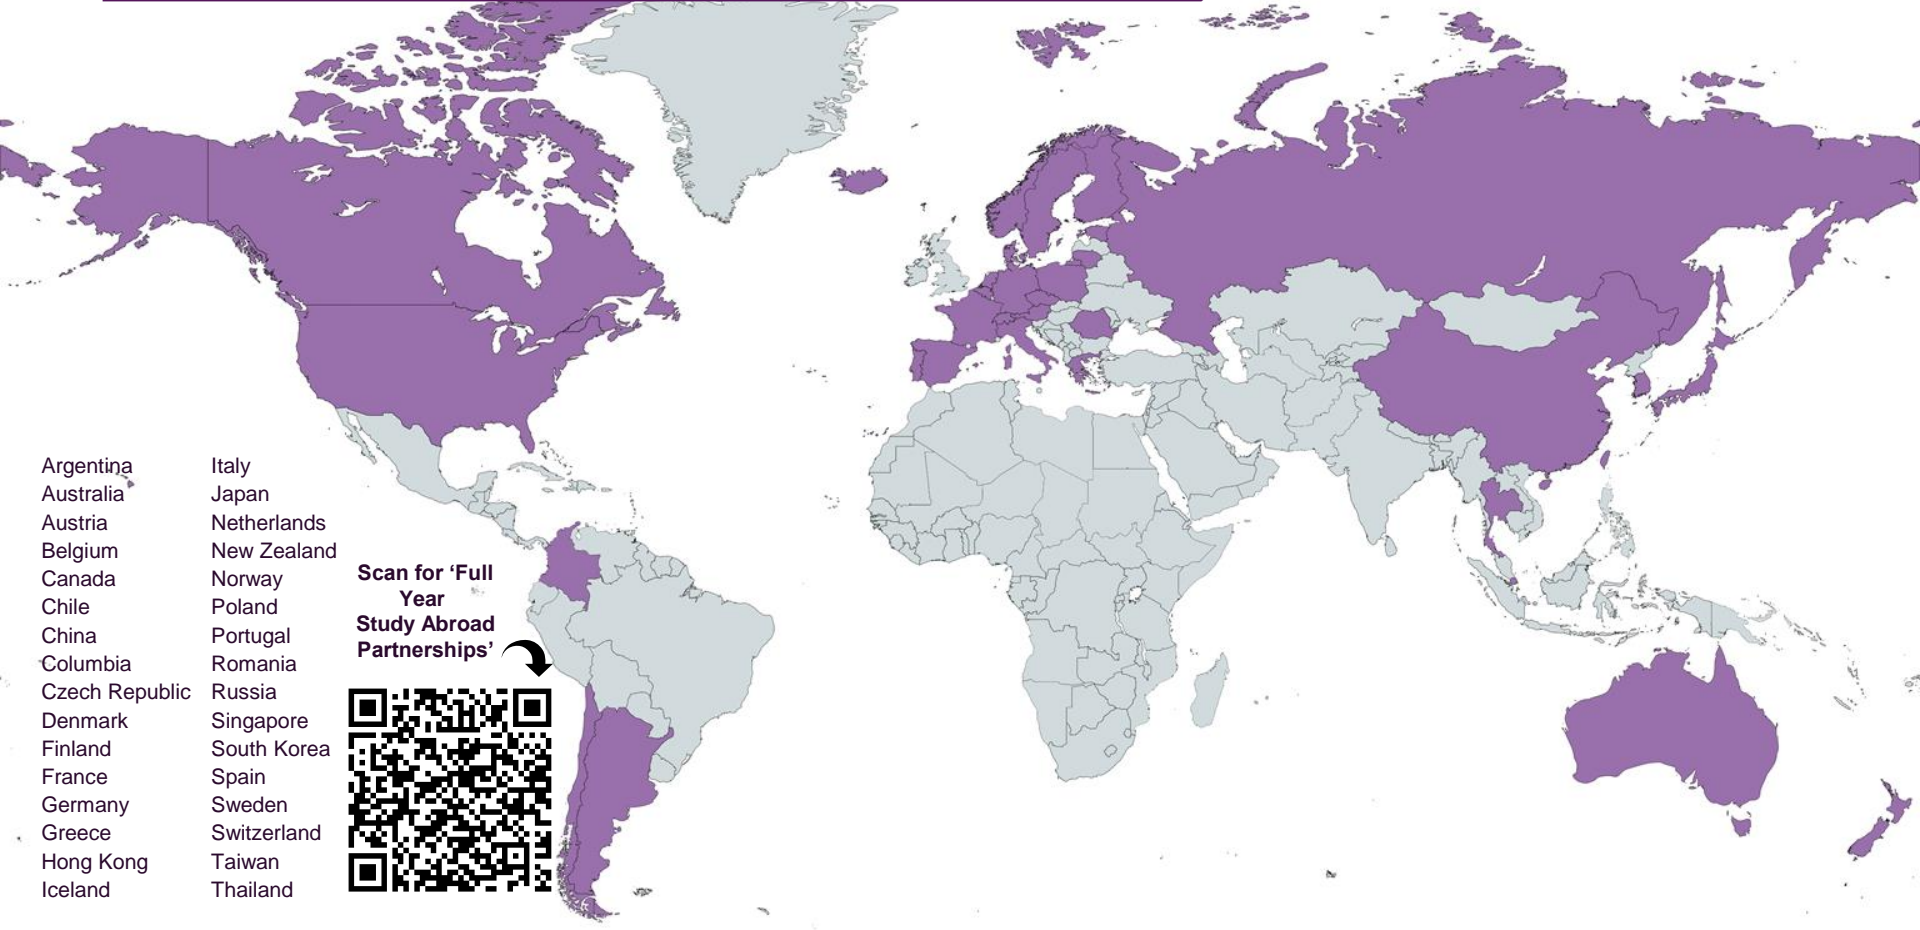 Argentina
Australia
Austria
Belgium
Canada
Chile
China
Columbia
Czech Republic
Denmark
Finland
France
Germany
Greece
Hong Kong
Iceland
Italy
Japan
Netherlands
New Zealand
Norway
Poland
Portugal
Romania
Russia
Singapore
South Korea
Spain
Sweden
Switzerland
Taiwan
Thailand
Scan for ‘Full
Year
Study Abroad
Partnerships’